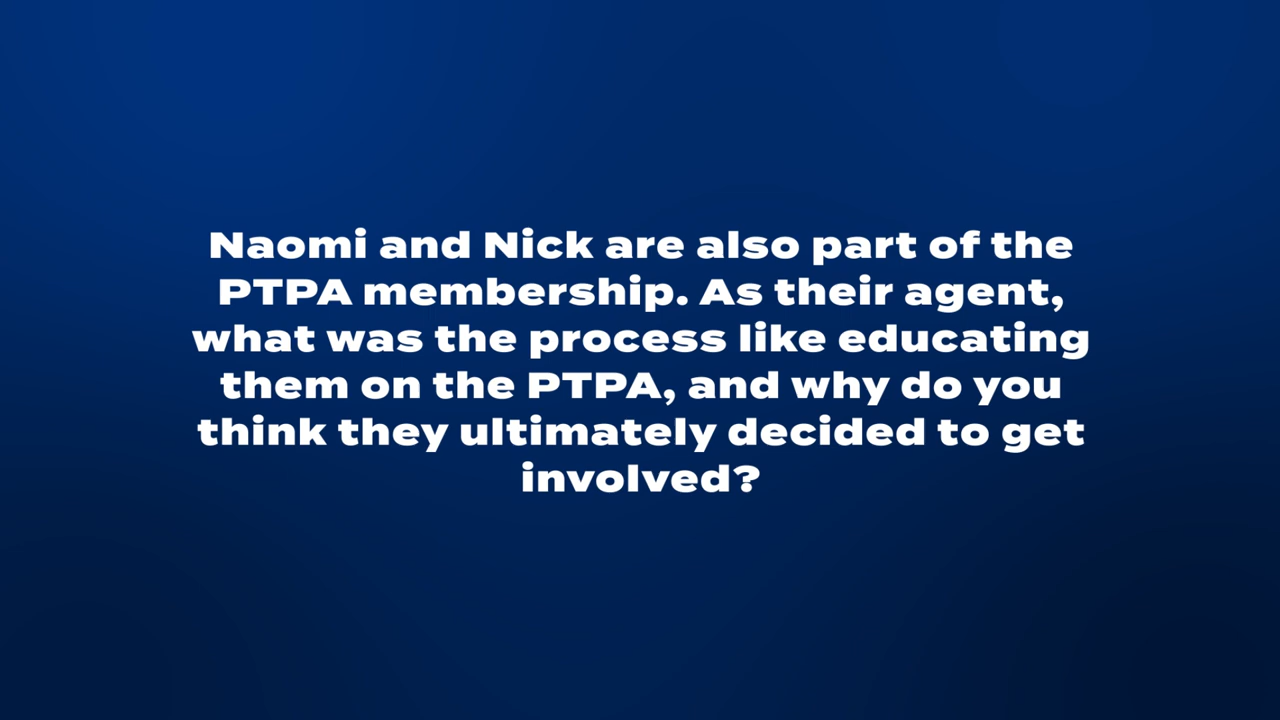 Naomi and Nick are also part of the
PTPA membership. As their agent,
what was the process like educating
them on the PTPA, and why do you
think they ultimately decided to get
involved?